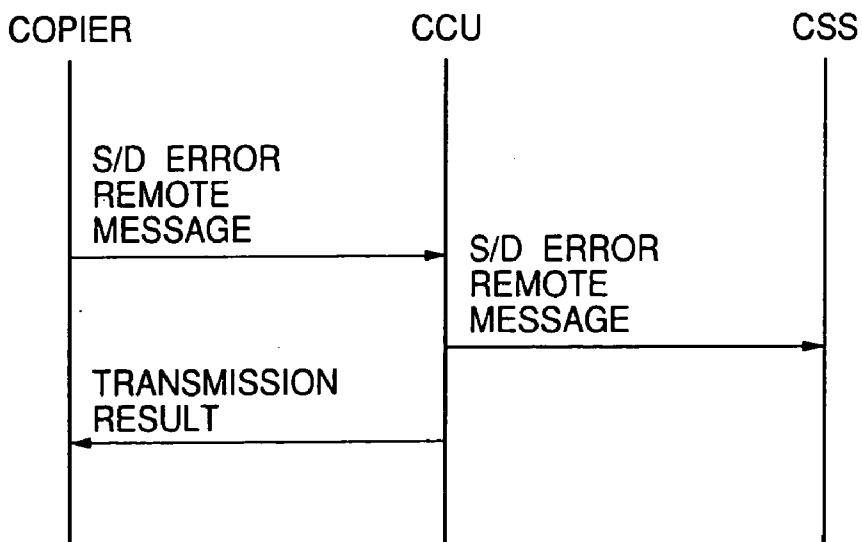 COPIER CCU CSS
S/D ERROR
REMOTE
MESSAGE
S/D ERROR
REMOTE
MESSAGE
TRANSMISSION
RESULT